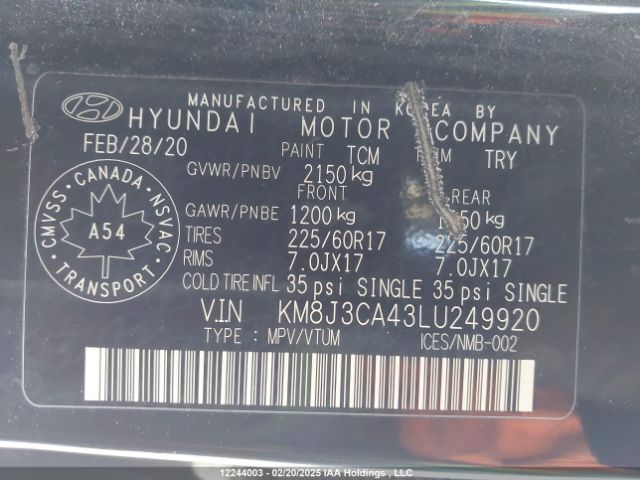 MANUFACTURED IN KOREA BY
HYUNDAI MOTOR COMPANY
FEB/28/20 PAINT TCM TRY
GVWR/PNBV 2150 kg
FRONT REAR
GAWR/PNBE 1200 kg
TIRES 225/60R17 225/60R17
RIMS 7.0JX17 7.0JX17
COLD TIRE INFL 35 psi SINGLE 35 psi SINGLE
CMVSS · CANADA · NSVAC
A54
TRANSPORT
V.IN KM8J3CA43LU249920
TYPE : MPV/VTUM ICES/NMB-002
12244003 — 02/20/2025 IAA Holdings , LLC